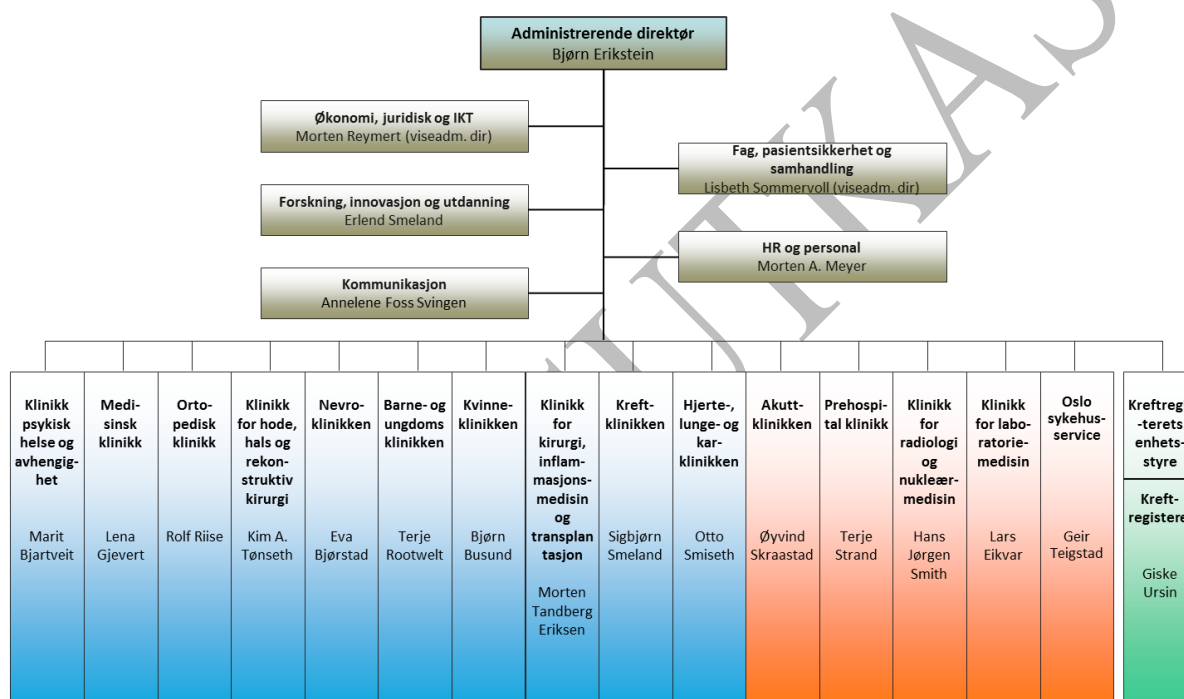 Administrerende direktør
Bjørn Erikstein
Økonomi, juridisk og IKT
Morten Reymert (viseadm. dir)
Fag, pasientsikkerhet og
samhandling
Lisbeth Sommervoll (viseadm. dir)
Forskning, innovasjon og utdanning
Erlend Smeland
HR og personal
Morten A. Meyer
Kommunikasjon
Annelene Foss Svingen
Klinikk
psykisk
helse og
avhengig-
het
Marit
Bjartveit
Medi-
sinsk
klinikk
Lena
Gjevert
Orto-
pedisk
klinikk
Rolf Riise
Klinikk
for hode,
hals og
rekon-
struktiv
kirurgi
Kim A.
Tønseth
Nevro-
klinikken
Eva
Bjørstad
Barne- og
ungdoms
klinikken
Terje
Rootwelt
Kvinne-
klinikken
Bjørn
Busund
Klinikk
for
kirurgi,
inflam-
masjons-
medisin
og
transplan
tasjon
Morten
Tandberg
Eriksen
Kreft-
klinikken
Sigbjørn
Smeland
Hjerte-,
lunge- og
kar-
klinikken
Otto
Smiseth
Akutt-
klinikken
Øyvind
Skraastad
Prehospi-
tal klinikk
Terje
Strand
Klinikk
for
radiologi
og
nukleær-
medisin
Hans
Jørgen
Smith
Klinikk
for labo-
ratorie-
medisin
Lars
Eikvar
Oslo
sykehus-
service
Geir
Teigstad
Kreftregi
-terets
enhets-
styre
Kreft-
registere
Giske
Ursin